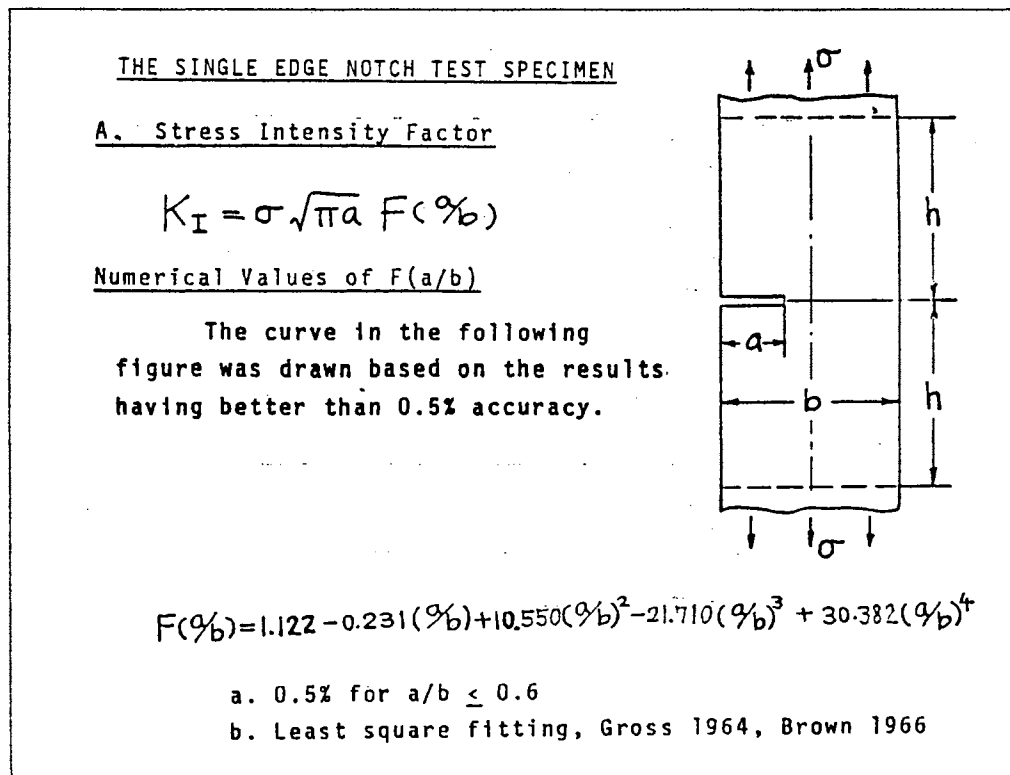 THE SINGLE EDGE NOTCH TEST SPECIMEN
A. Stress Intensity Factor
K_I = σ√πa F(a/b)
Numerical Values of F(a/b)
The curve in the following
figure was drawn based on the results
having better than 0.5% accuracy.
σ
h
a
b
h
σ
F(a/b)=1.122-0.231(a/b)+10.550(a/b)²-21.710(a/b)³ + 30.382(a/b)⁴
a. 0.5% for a/b ≤ 0.6
b. Least square fitting, Gross 1964, Brown 1966